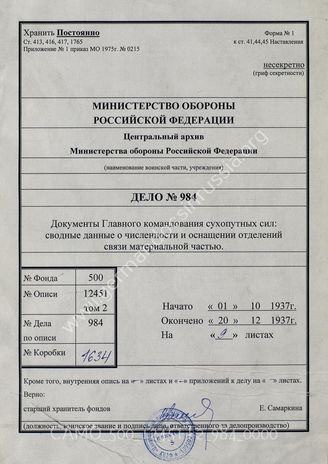 Хранить Постоянно
Форма № 1
Ст. 413, 416, 417, 1765
к ст.41,44,45 Наставления
Приложение № 1 приказ МО 1975г. № 0215
несекретно
(гриф секретности)
МИНИСТЕРСТВО ОБОРОНЫ
РОССИЙСКОЙ ФЕДЕРАЦИИ
Центральный архив
Министерства обороны Российской Федерации
(наименование воинской части, учреждения)
ДЕЛО № 984
Документы Главного командования сухопутных сил:
сводные данные о численности и оснащении отделений
связи материальной частью.
№ Фонда 500
№ Описи 12451
том 2
№ Дела 984
по описи
№ Коробки 1634
Начато « 01 » 10 1937г.
Окончено « 20 » 12 1937г.
На « 9 » листах
Кроме того, внутренняя опись на «-» листах и «-» приложений к делу на «-» листах.
Верно:
старший хранитель фондов Е. Самаркина
(должность, воинское звание и подпись лица, ответственного за делопроизводство)